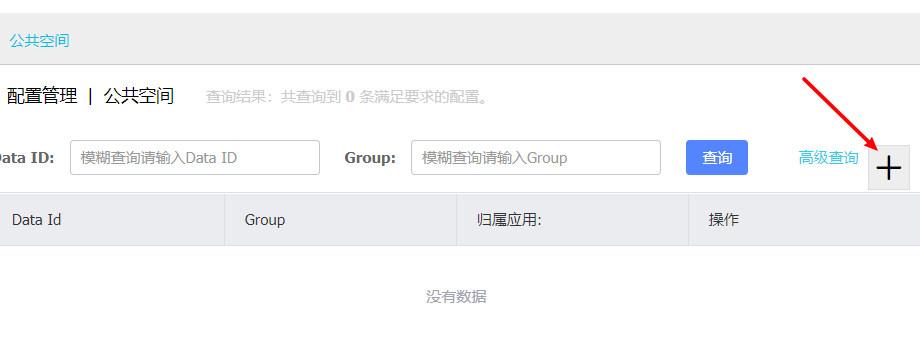 公共空间
配置管理 | 公共空间 查询结果：共查询到 0 条满足要求的配置。
Data ID: 模糊查询请输入Data ID Group: 模糊查询请输入Group 查询 高级查询
Data Id Group 归属应用: 操作
没有数据